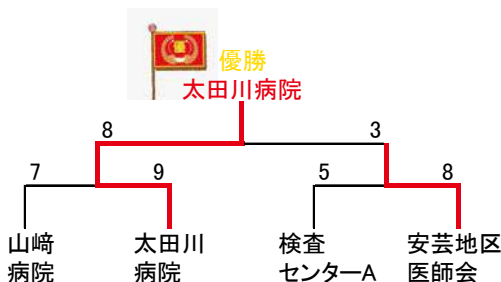 優
優勝
太田川病院
8 3
7 9 5 8
山﨑 太田川 検査 安芸地区
病院 病院 センターA 医師会